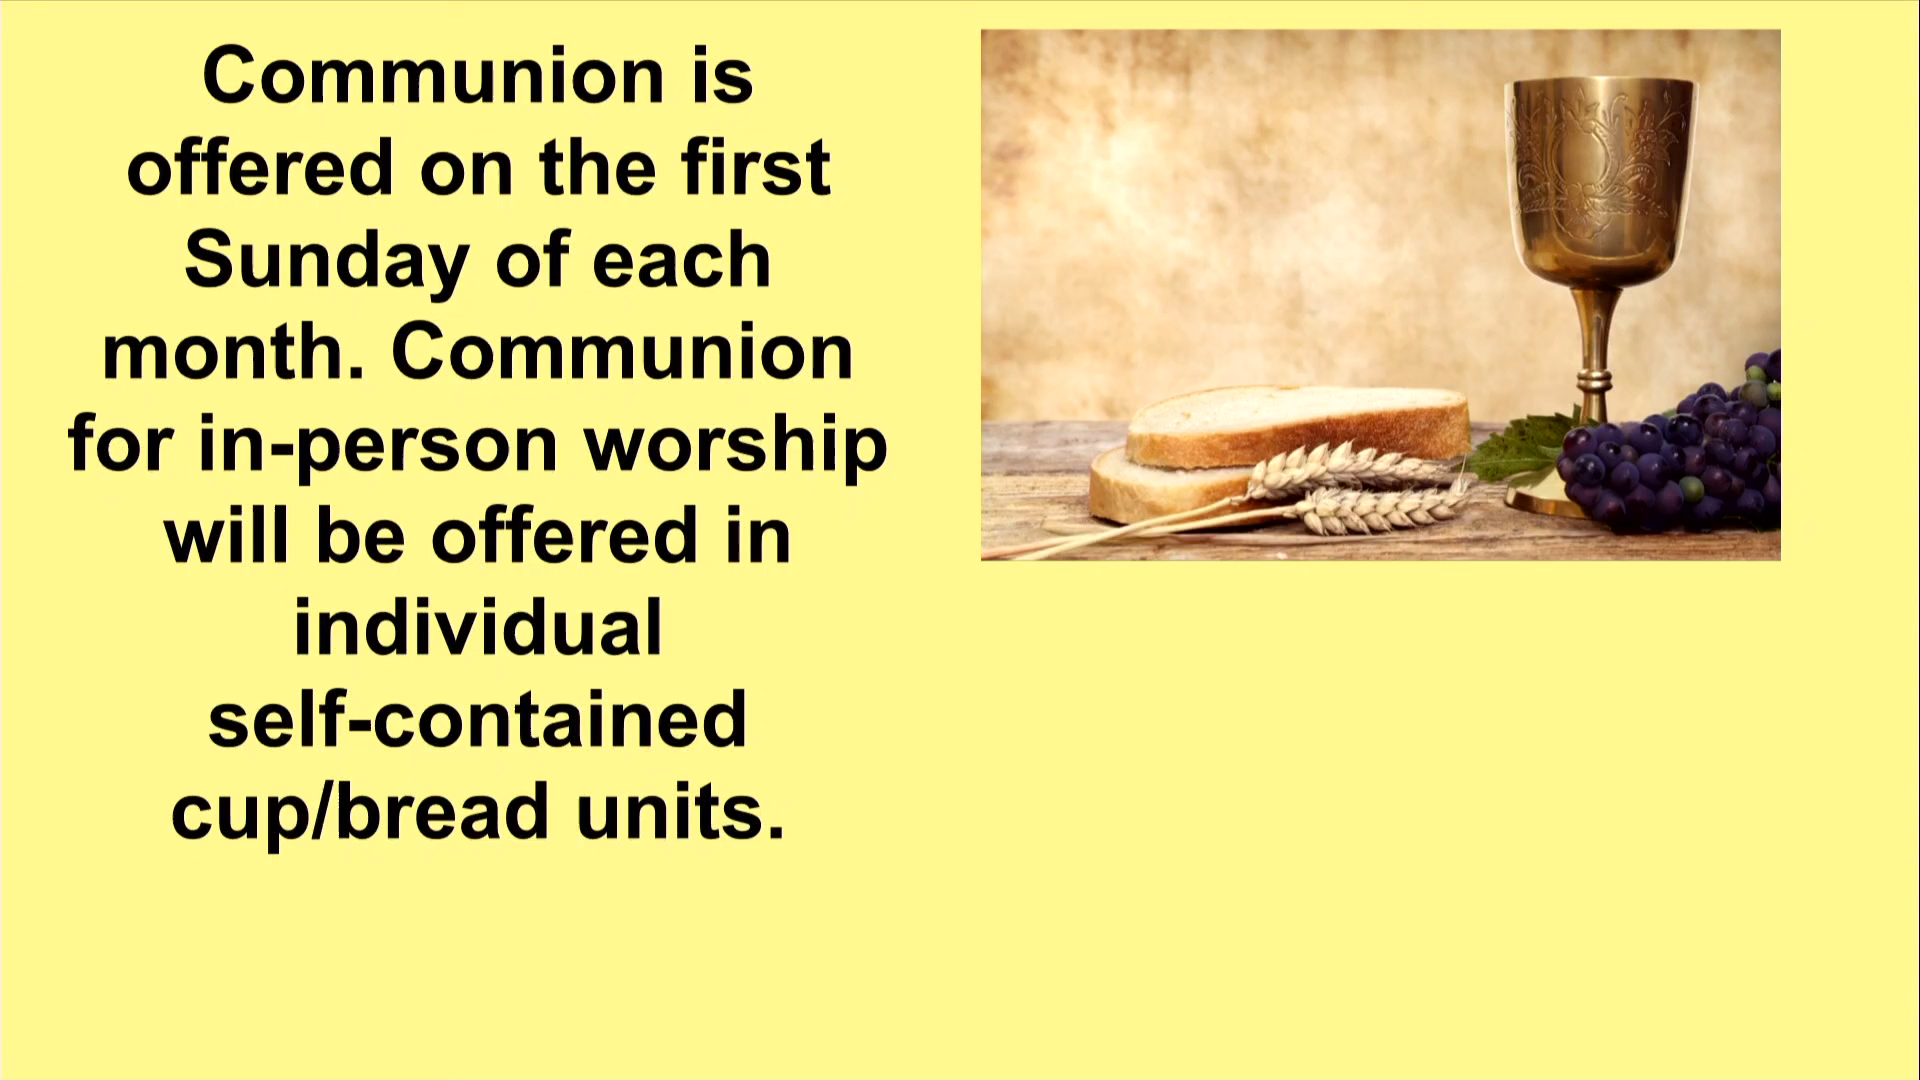 Communion is
offered on the first
Sunday of each
month. Communion
for in-person worship
will be offered in
individual
self-contained
cup/bread units.